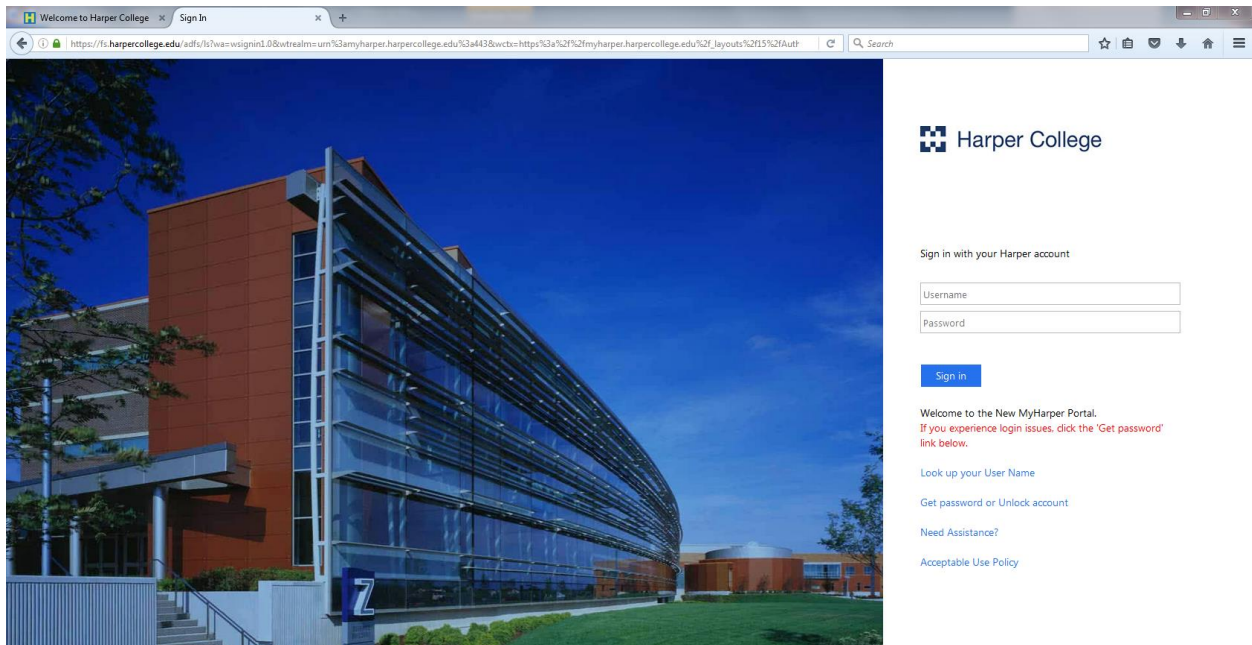 Welcome to Harper College
Sign In
https://fs.harpercollege.edu/adfs/ls?wa=wsignin1.0&wtrealm=urn%3amyharper.harpercollege.edu%3a443&wctx=https%3a%2f%2fmyharper.harpercollege.edu%2f_layouts%2f15%2fAuth
Search
Harper College
Sign in with your Harper account
Username
Password
Sign in
Welcome to the New MyHarper Portal.
If you experience login issues, click the 'Get password'
link below.
Look up your User Name
Get password or Unlock account
Need Assistance?
Acceptable Use Policy
Z